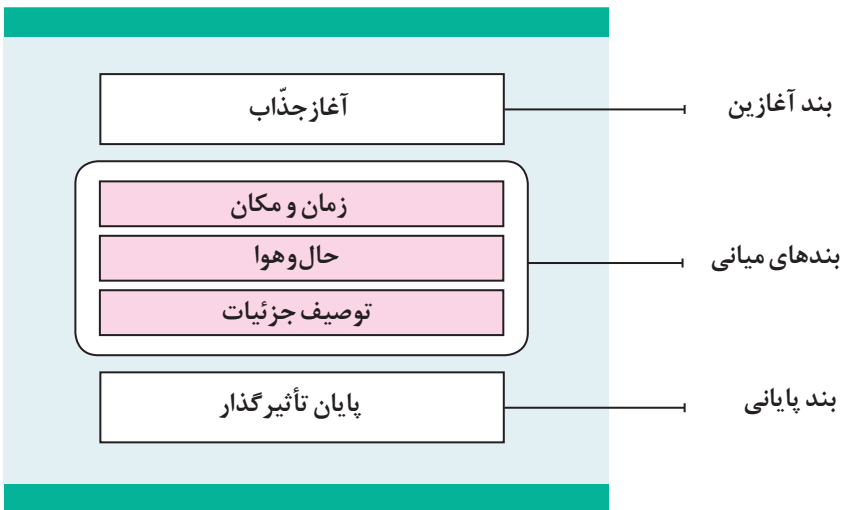 بند آغازین
آغاز جذّاب
بندهای میانی
زمان و مکان
حال‌وهوا
توصیف جزئیات
بند پایانی
پایان تأثیرگذار